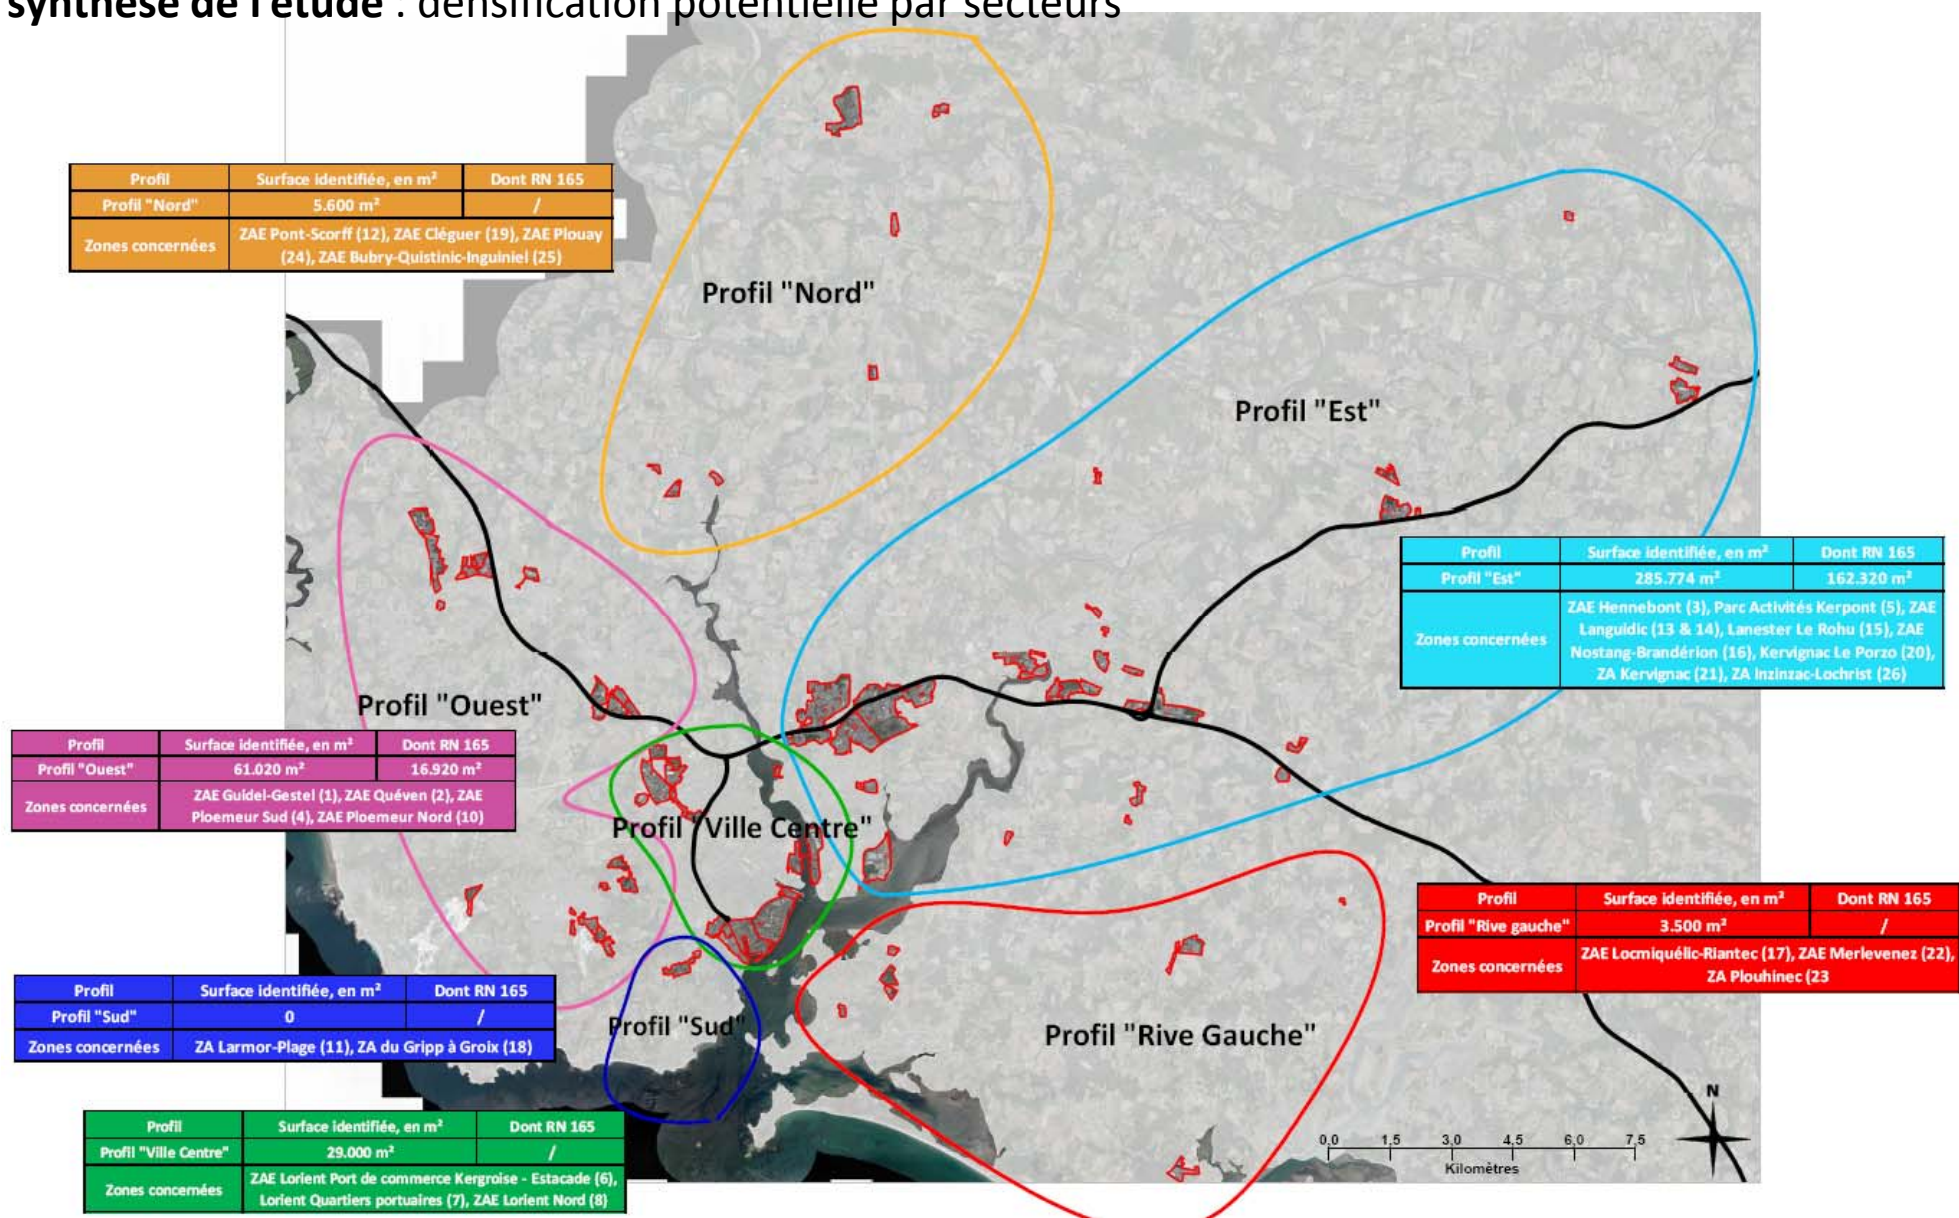 synthèse de l'étude : densification potentielle par secteurs
Profil Surface identifiée, en m² Dont RN 165
Profil "Nord" 5.600 m² /
Zones concernées ZAE Pont-Scorff (12), ZAE Cléguer (19), ZAE Plouay
(24), ZAE Bubry-Quistinic-Inguiniel (25)
Profil "Nord"
Profil "Est"
Profil Surface identifiée, en m² Dont RN 165
Profil "Est" 285.774 m² 162.320 m²
Zones concernées ZAE Hennebont (3), Parc Activités Kerpont (5), ZAE
Languidic (13 & 14), Lanester Le Rohu (15), ZAE
Nostang-Brandérion (16), Kervignac Le Porzo (20),
ZA Kervignac (21), ZA Inzinzac-Lochrist (26)
Profil "Ouest"
Profil Surface identifiée, en m² Dont RN 165
Profil "Ouest" 61.020 m² 16.920 m²
Zones concernées ZAE Guidel-Gestel (1), ZAE Quéven (2), ZAE
Ploemeur Sud (4), ZAE Ploemeur Nord (10)
Profil "Ville Centre"
Profil Surface identifiée, en m² Dont RN 165
Profil "Rive gauche" 3.500 m² /
Zones concernées ZAE Locmiquélic-Riantec (17), ZAE Merlevenez (22),
ZA Plouhinec (23
Profil Surface identifiée, en m² Dont RN 165
Profil "Sud" 0 /
Zones concernées ZA Larmor-Plage (11), ZA du Gripp à Groix (18)
Profil "Sud"
Profil "Rive Gauche"
Profil Surface identifiée, en m² Dont RN 165
Profil "Ville Centre" 29.000 m² /
Zones concernées ZAE Lorient Port de commerce Kergroise - Estacade (6),
Lorient Quartiers portuaires (7), ZAE Lorient Nord (8)
N
0,0 1,5 3,0 4,5 6,0 7,5
Kilomètres